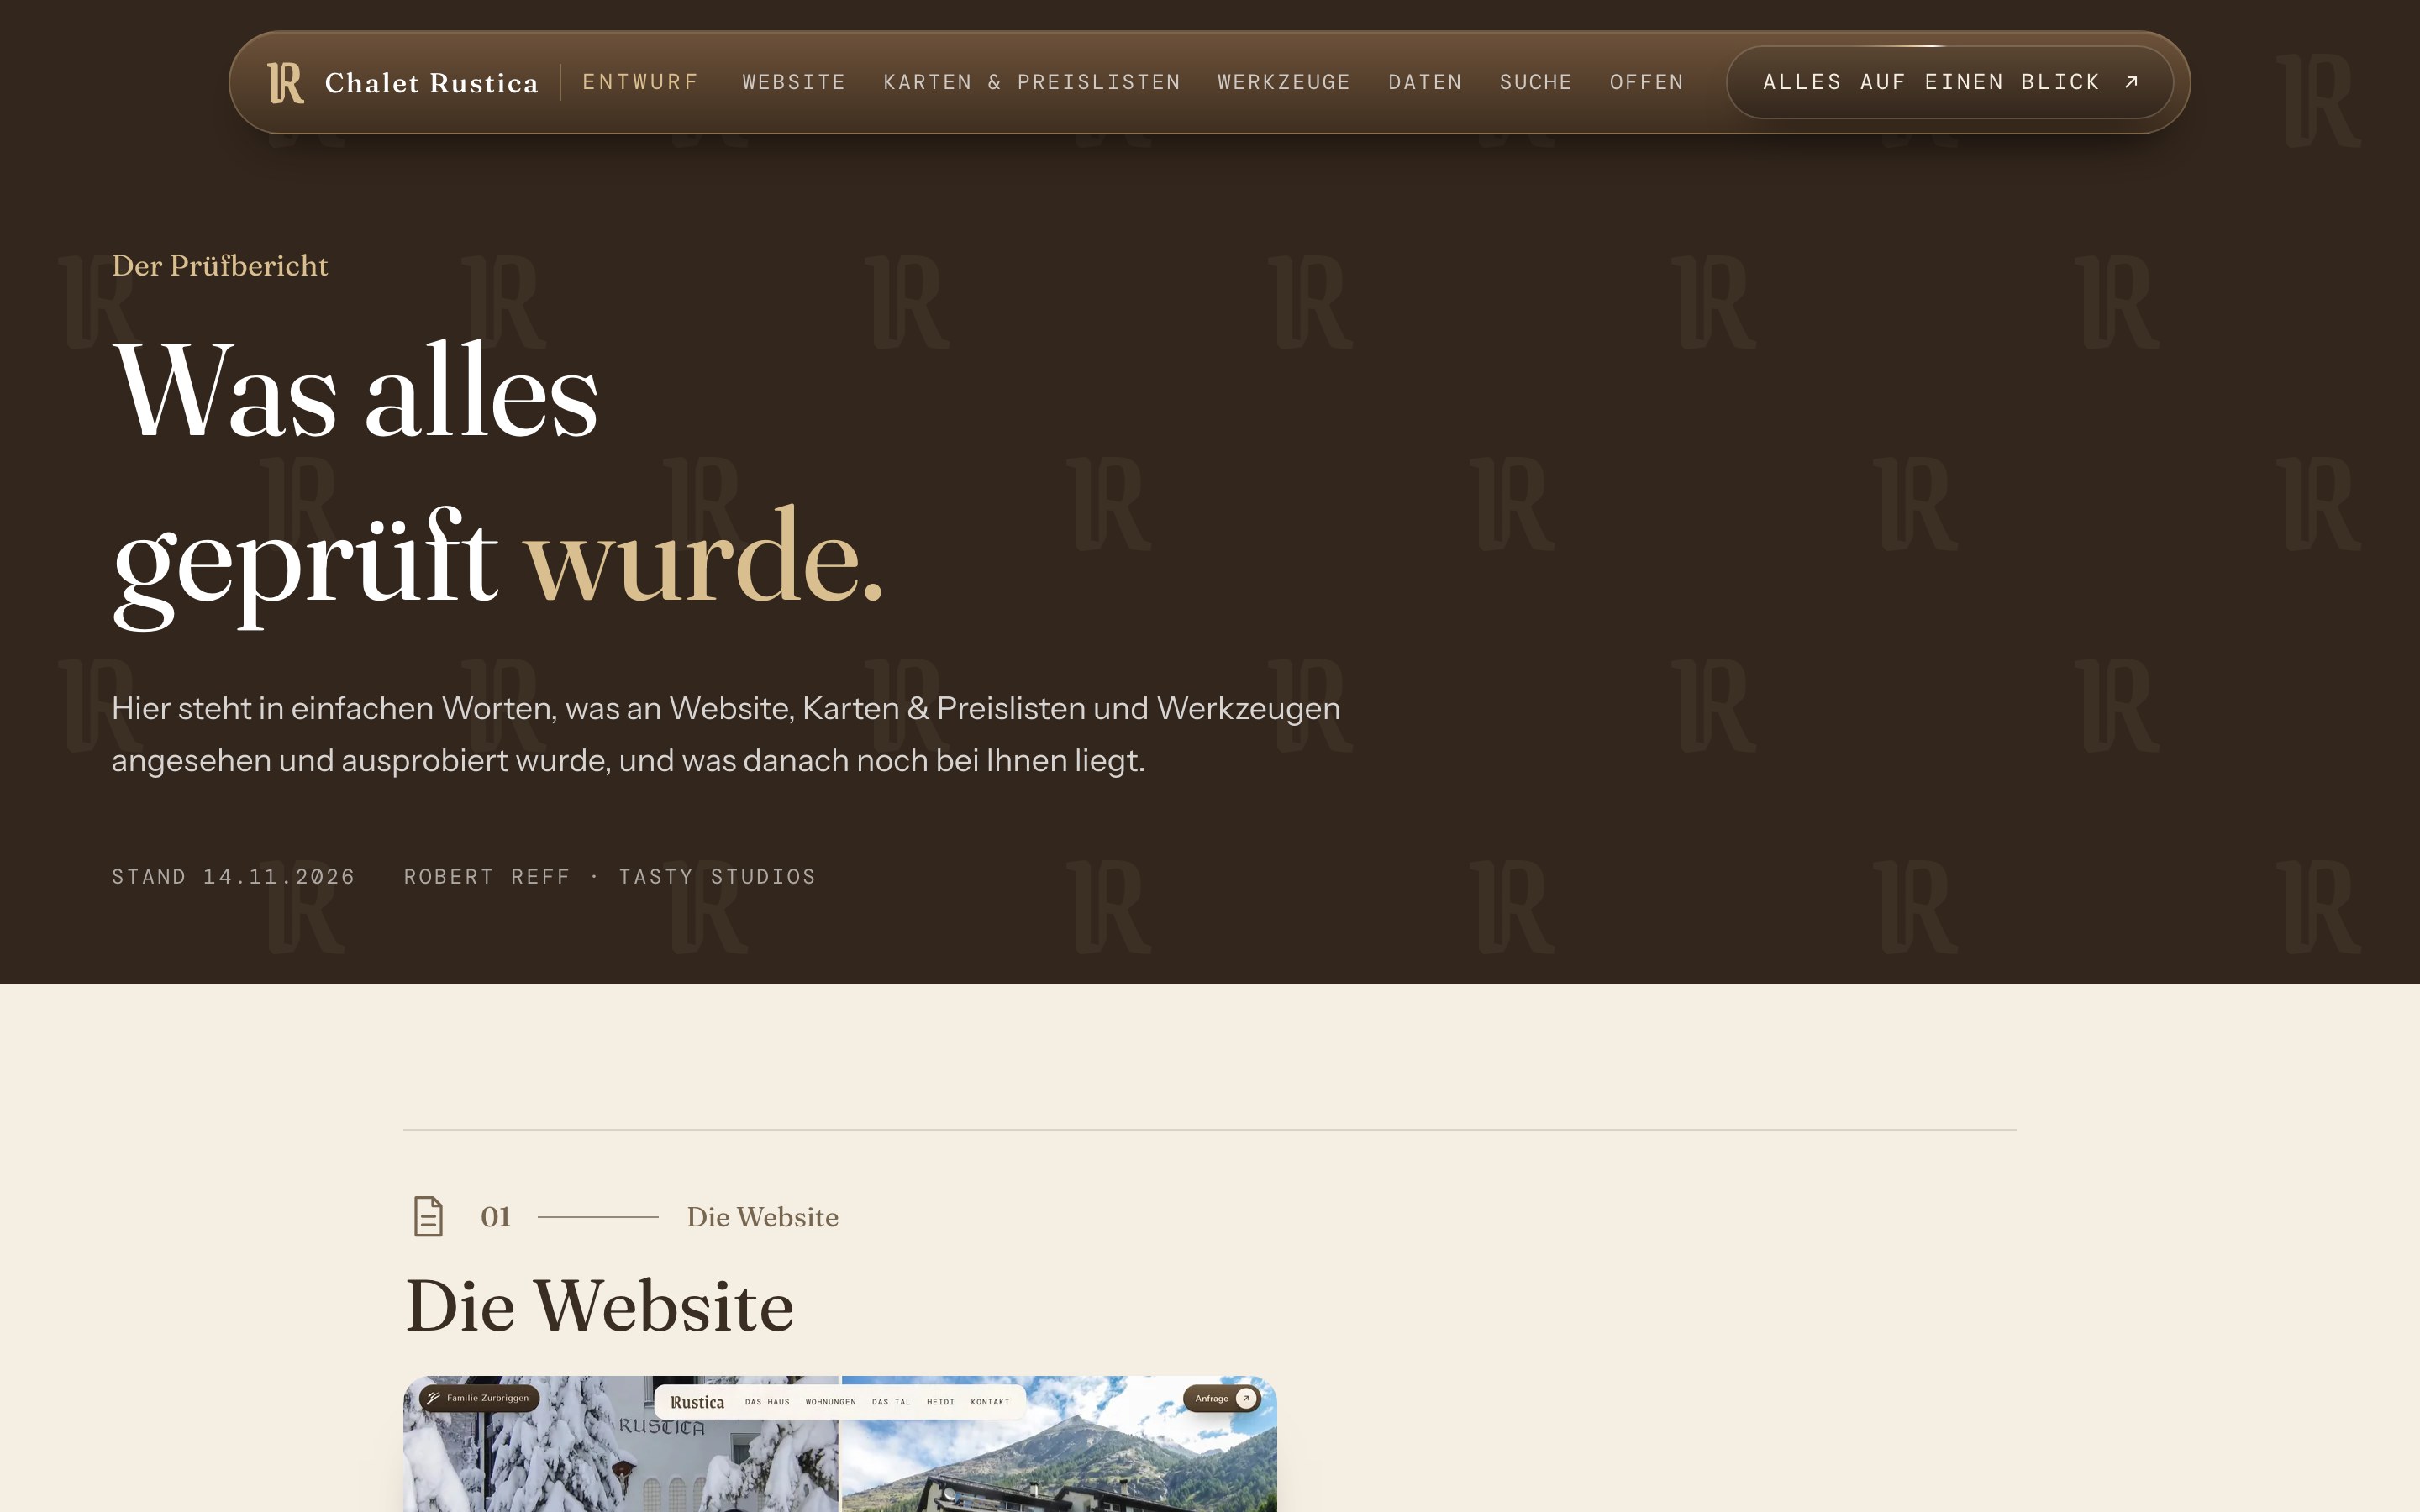 R Chalet Rustica ENTWURF WEBSITE KARTEN & PREISLISTEN WERKZEUGE DATEN SUCHE OFFEN ALLES AUF EINEN BLICK ↗
Der Prüfbericht
Was alles
geprüft wurde.
Hier steht in einfachen Worten, was an Website, Karten & Preislisten und Werkzeugen
angesehen und ausprobiert wurde, und was danach noch bei Ihnen liegt.
STAND 14.11.2026 ROBERT REFF · TASTY STUDIOS
01 Die Website
Die Website
Familie Zurbriggen Rustica DAS HAUS WOHNUNGEN DAS TAL HEIDI KONTAKT Anfrage ↗
RUSTICA